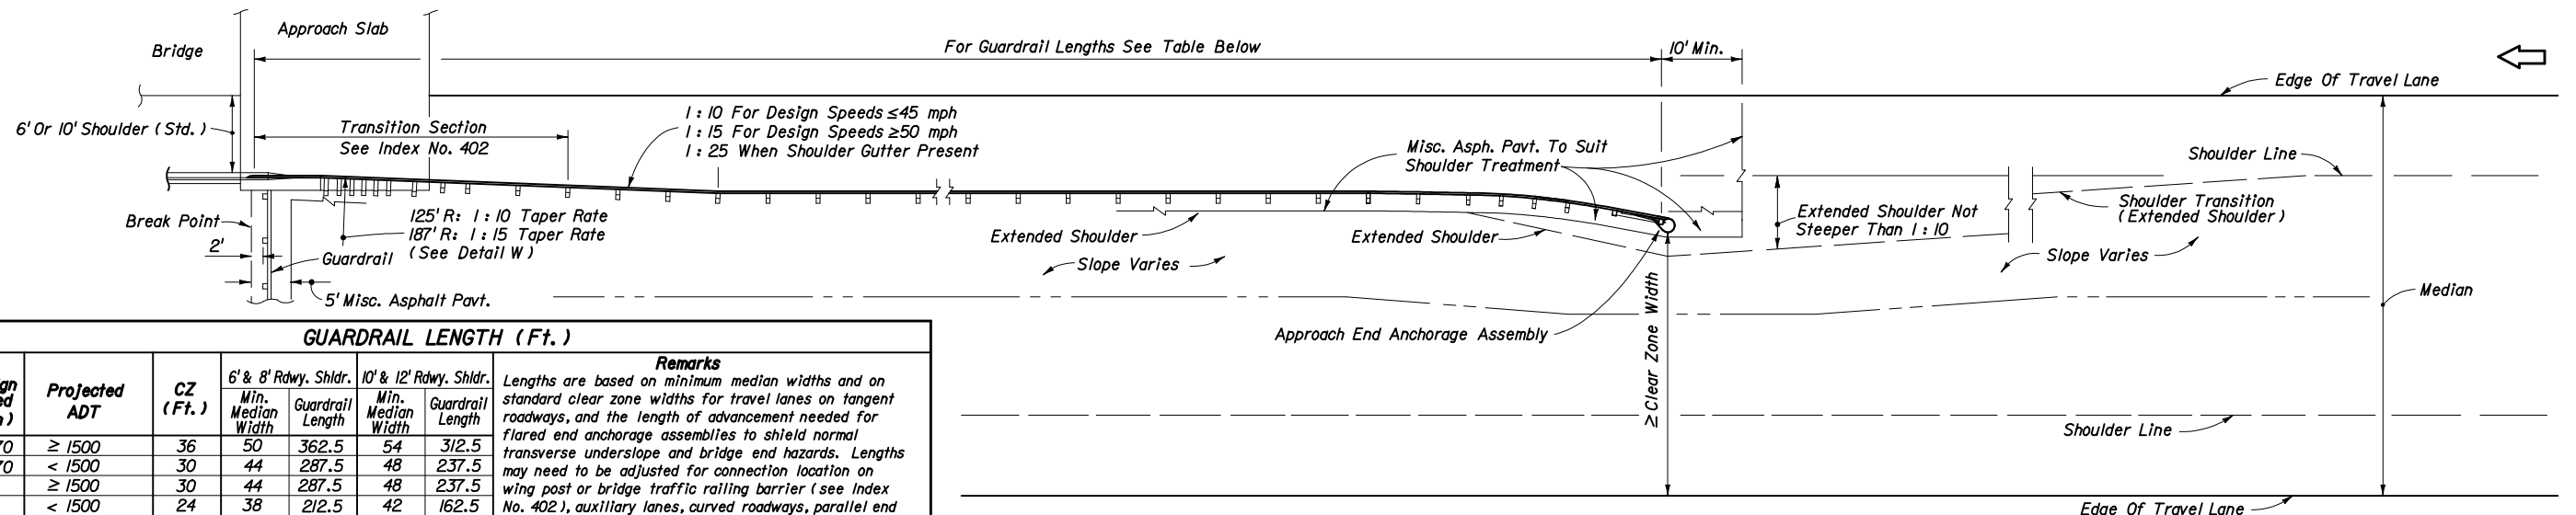 Approach Slab
Bridge
For Guardrail Lengths See Table Below
10' Min.
Edge Of Travel Lane
6' Or 10' Shoulder (Std.)
Transition Section
See Index No. 402
1 : 10 For Design Speeds ≤45 mph
1 : 15 For Design Speeds ≥50 mph
1 : 25 When Shoulder Gutter Present
Misc. Asph. Pavt. To Suit
Shoulder Treatment
Shoulder Line
Break Point
2'
125' R: 1 : 10 Taper Rate
187' R: 1 : 15 Taper Rate
(See Detail W)
Guardrail
5' Misc. Asphalt Pavt.
Extended Shoulder
Extended Shoulder
Slope Varies
Extended Shoulder Not
Steeper Than 1 : 10
Shoulder Transition
(Extended Shoulder)
Slope Varies
Median
Approach End Anchorage Assembly
≥ Clear Zone Width
Shoulder Line
Edge Of Travel Lane
GUARDRAIL LENGTH (Ft.)
Projected
ADT
CZ
(Ft.)
6' & 8' Rdwy. Shldr.
10' & 12' Rdwy. Shldr.
Min.
Median
Width
Guardrail
Length
Min.
Median
Width
Guardrail
Length
Remarks
Lengths are based on minimum median widths and on
standard clear zone widths for travel lanes on tangent
roadways, and the length of advancement needed for
flared end anchorage assemblies to shield normal
transverse underslope and bridge end hazards. Lengths
may need to be adjusted for connection location on
wing post or bridge traffic railing barrier (see Index
No. 402), auxiliary lanes, curved roadways, parallel end
70 ≥ 1500 36 50 362.5 54 312.5
70 < 1500 30 44 287.5 48 237.5
≥ 1500 30 44 287.5 48 237.5
< 1500 24 38 212.5 42 162.5